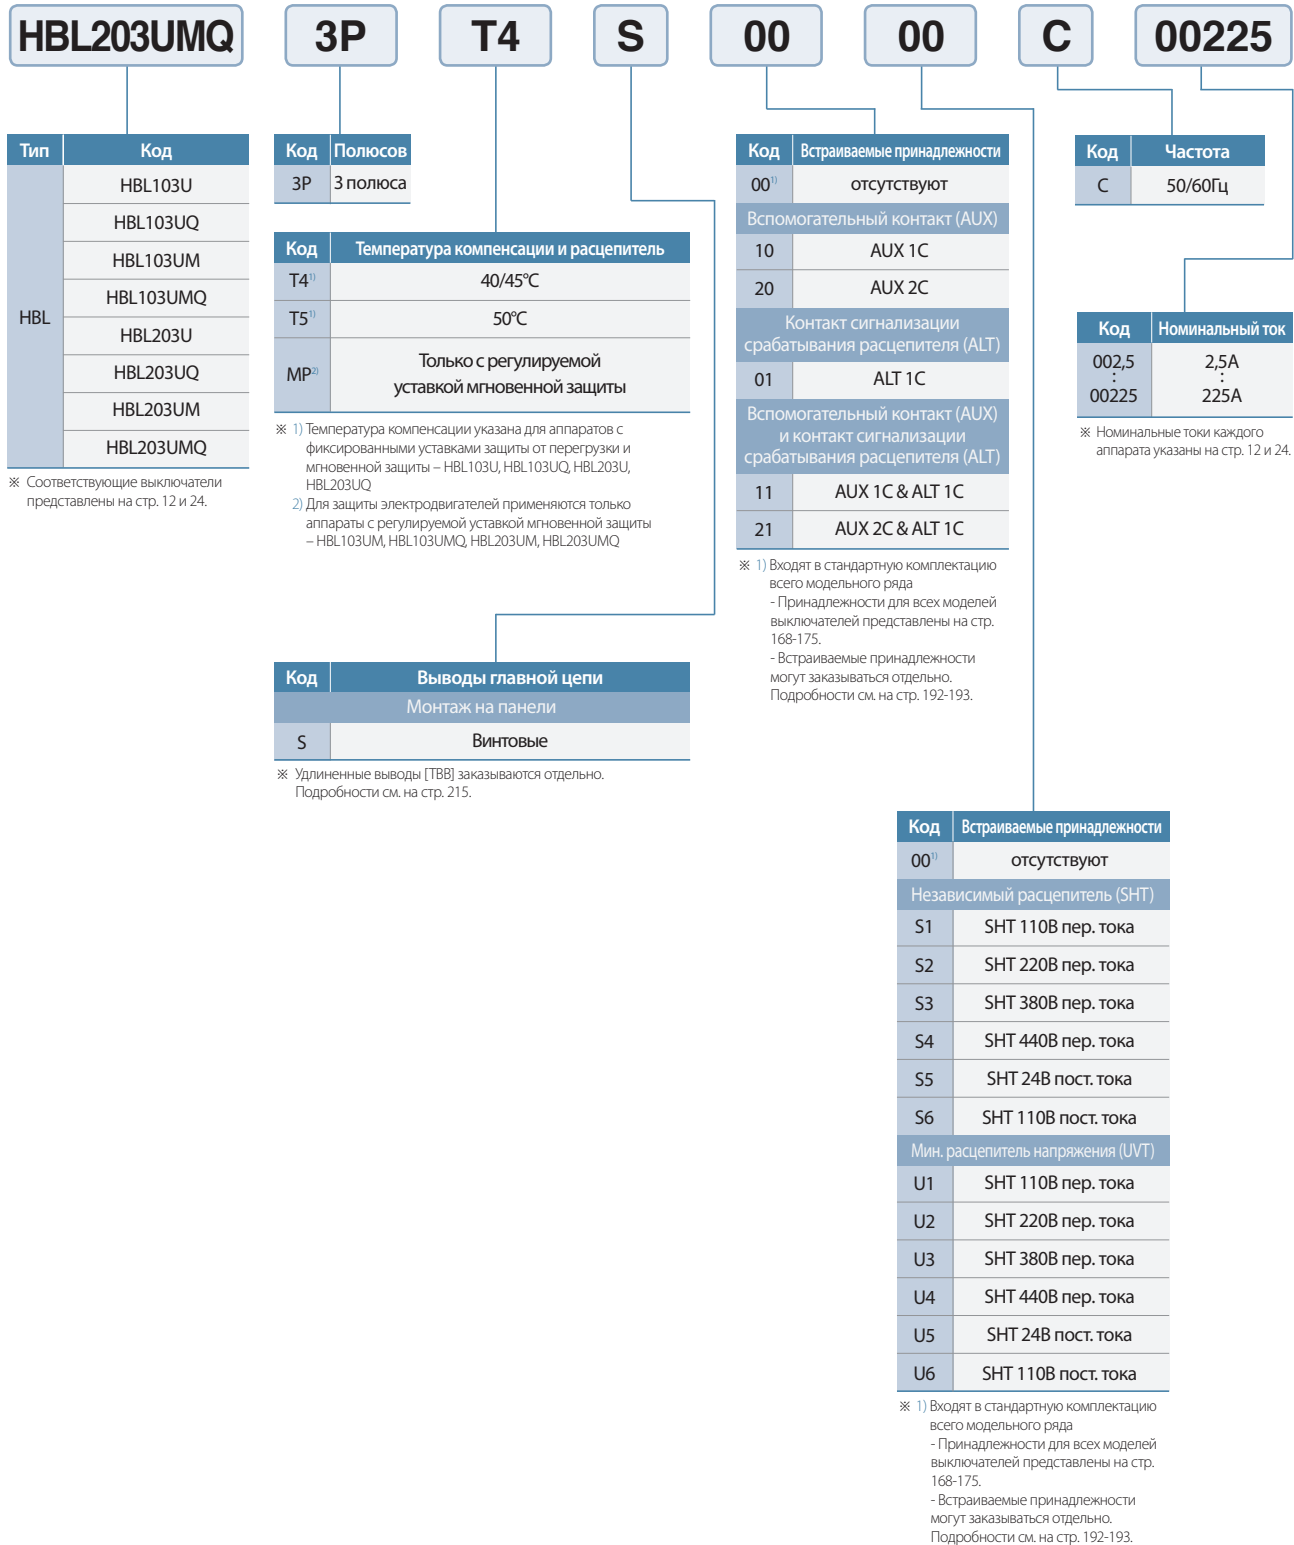 HBL203UMQ 3P T4 S 00 00 C 00225
Тип Код
HBL
HBL103U
HBL103UQ
HBL103UM
HBL103UMQ
HBL203U
HBL203UQ
HBL203UM
HBL203UMQ
※ Соответствующие выключатели
представлены на стр. 12 и 24.
Код Полюсов
3P 3 полюса
Код Температура компенсации и расцепитель
T4¹⁾ 40/45°C
T5¹⁾ 50°C
MP²⁾ Только с регулируемой
уставкой мгновенной защиты
※ 1) Температура компенсации указана для аппаратов с
фиксированными уставками защиты от перегрузки и
мгновенной защиты – HBL103U, HBL103UQ, HBL203U,
HBL203UQ
2) Для защиты электродвигателей применяются только
аппараты с регулируемой уставкой мгновенной защиты
– HBL103UM, HBL103UMQ, HBL203UM, HBL203UMQ
Код Выводы главной цепи
Монтаж на панели
S Винтовые
※ Удлиненные выводы [TBB] заказываются отдельно.
Подробности см. на стр. 215.
Код Встраиваемые принадлежности
00¹⁾ отсутствуют
Вспомогательный контакт (AUX)
10 AUX 1C
20 AUX 2C
Контакт сигнализации
срабатывания расцепителя (ALT)
01 ALT 1C
Вспомогательный контакт (AUX)
и контакт сигнализации
срабатывания расцепителя (ALT)
11 AUX 1C & ALT 1C
21 AUX 2C & ALT 1C
※ 1) Входят в стандартную комплектацию
всего модельного ряда
- Принадлежности для всех моделей
выключателей представлены на стр.
168-175.
- Встраиваемые принадлежности
могут заказываться отдельно.
Подробности см. на стр. 192-193.
Код Частота
C 50/60Гц
Код Номинальный ток
002,5 2,5A
: :
00225 225A
※ Номинальные токи каждого
аппарата указаны на стр. 12 и 24.
Код Встраиваемые принадлежности
00¹⁾ отсутствуют
Независимый расцепитель (SHT)
S1 SHT 110В пер. тока
S2 SHT 220В пер. тока
S3 SHT 380В пер. тока
S4 SHT 440В пер. тока
S5 SHT 24В пост. тока
S6 SHT 110В пост. тока
Мин. расцепитель напряжения (UVT)
U1 SHT 110В пер. тока
U2 SHT 220В пер. тока
U3 SHT 380В пер. тока
U4 SHT 440В пер. тока
U5 SHT 24В пост. тока
U6 SHT 110В пост. тока
※ 1) Входят в стандартную комплектацию
всего модельного ряда
- Принадлежности для всех моделей
выключателей представлены на стр.
168-175.
- Встраиваемые принадлежности
могут заказываться отдельно.
Подробности см. на стр. 192-193.